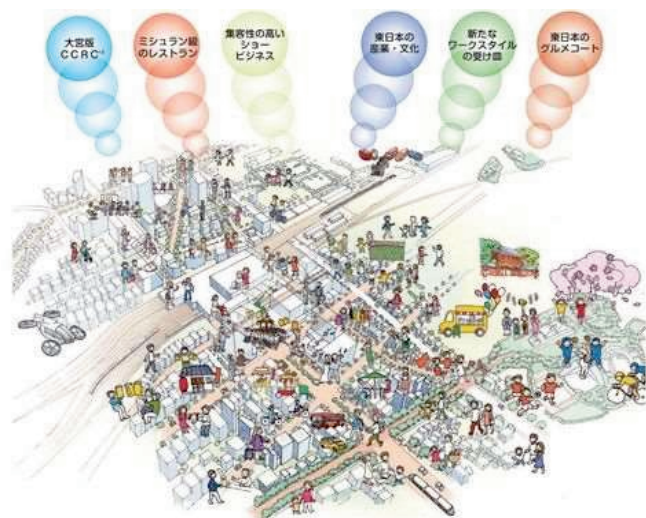 大宮版
CCRC
ミシュラン級
のレストラン
集客性の高い
ショー
ビジネス
東日本の
産業・文化
新たな
ワークスタイル
の受け皿
東日本の
グルメコート